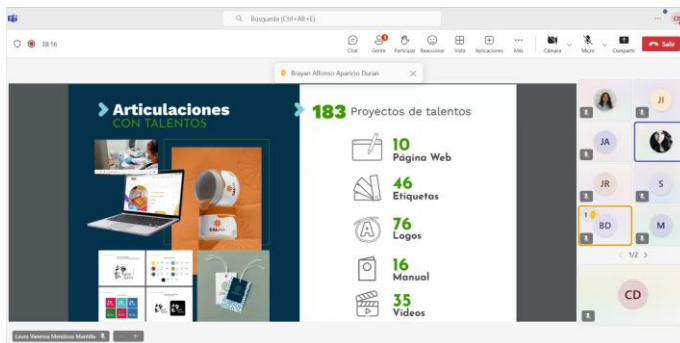 Búsqueda (Ctrl+Alt+E)
38:16
Chat
Gente
Participar
Reaccionar
Vista
Aplicaciones
Más
Cámara
Micro
Compartir
Salir
Brayan Alfonso Aparicio Duran
Articulaciones
CON TALENTOS
183 Proyectos de talentos
10
Página Web
46
Etiquetas
76
Logos
16
Manual
35
Videos
JI
JA
JR
S
1
BD
M
1/2
CD
Laura Vanessa Mendoza Mantilla